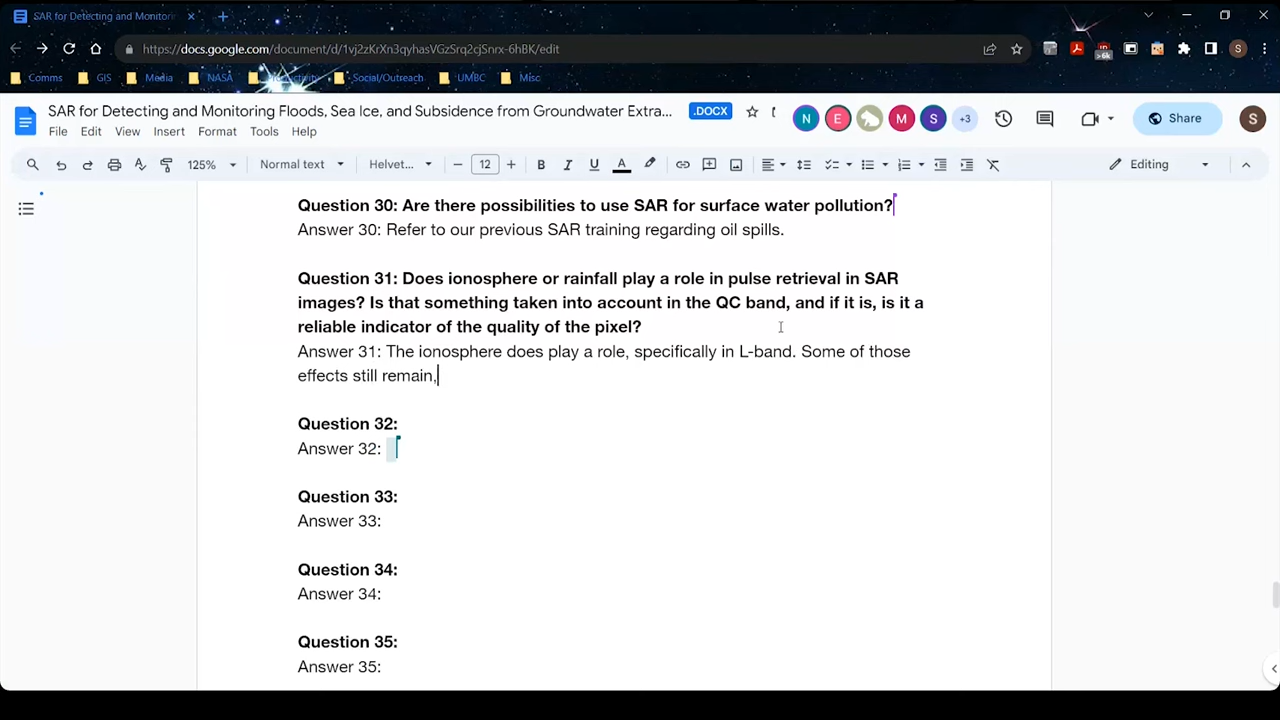 SAR for Detecting and Monitorin
https://docs.google.com/document/d/1vj2zKrXn3qyhasVGzSrq2cjSnrx-6hBK/edit
>6k
S
Comms GIS Media NASA Productivity Social/Outreach UMBC Misc
SAR for Detecting and Monitoring Floods, Sea Ice, and Subsidence from Groundwater Extra... .DOCX
N E M S +3 Share S
File Edit View Insert Format Tools Help
125% Normal text Helvet... 12 B I U A Editing
Question 30: Are there possibilities to use SAR for surface water pollution?
Answer 30: Refer to our previous SAR training regarding oil spills.
Question 31: Does ionosphere or rainfall play a role in pulse retrieval in SAR
images? Is that something taken into account in the QC band, and if it is, is it a
reliable indicator of the quality of the pixel?
Answer 31: The ionosphere does play a role, specifically in L-band. Some of those
effects still remain,
Question 32:
Answer 32:
Question 33:
Answer 33:
Question 34:
Answer 34:
Question 35:
Answer 35: